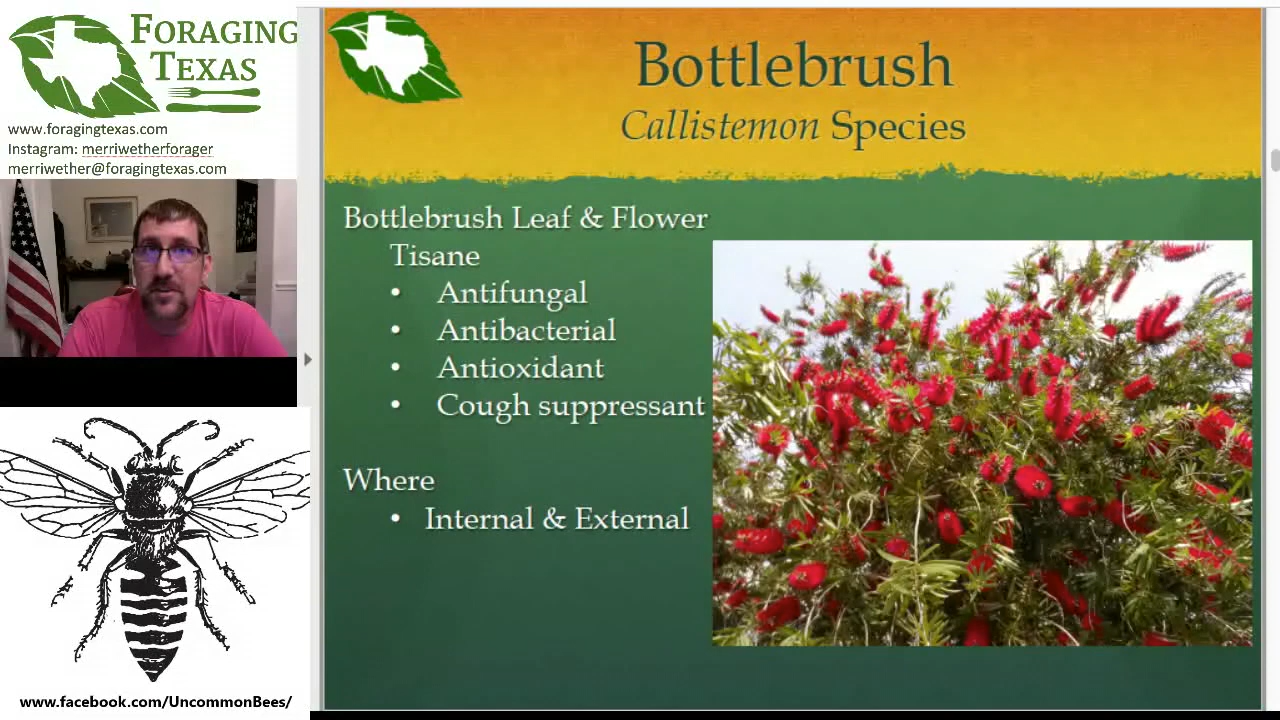 FORAGING
TEXAS
www.foragingtexas.com
Instagram: merriwetherforager
merriwether@foragingtexas.com
www.facebook.com/UncommonBees/
Bottlebrush
Callistemon Species
Bottlebrush Leaf & Flower
Tisane
• Antifungal
• Antibacterial
• Antioxidant
• Cough suppressant
Where
• Internal & External